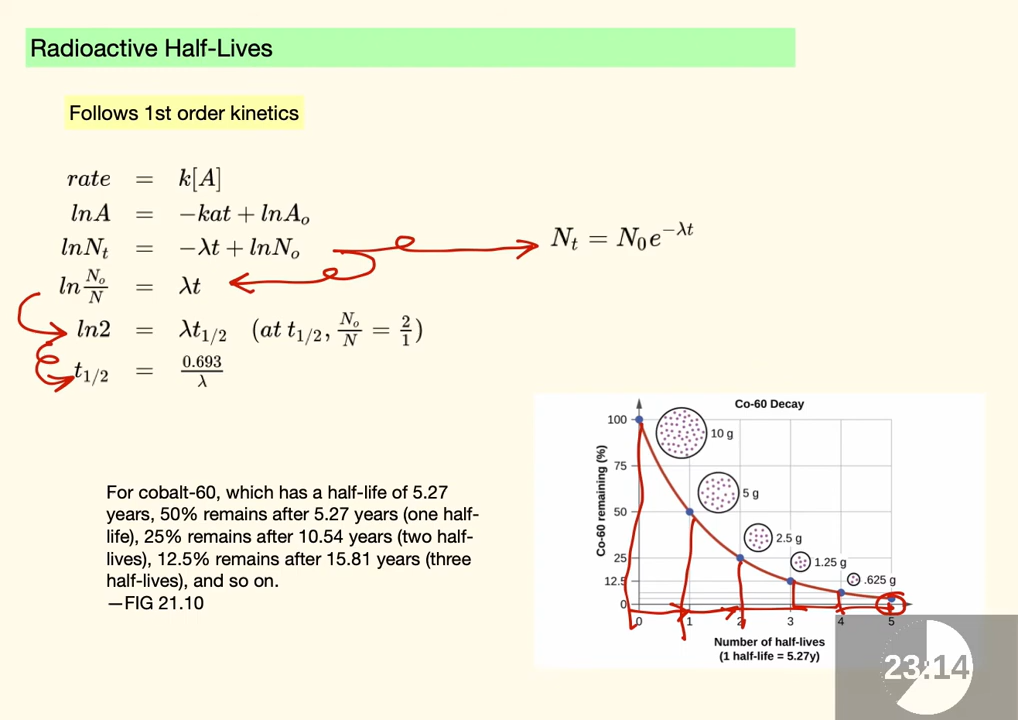 Radioactive Half-Lives
Follows 1st order kinetics
rate = k[A]
lnA = −kat + lnA₀
lnNₜ = −λt + lnN₀
Nₜ = N₀e^−λt
ln N₀/N = λt
ln2 = λt₁/₂ (at t₁/₂, N₀/N = 2/1)
t₁/₂ = 0.693/λ
For cobalt-60, which has a half-life of 5.27
years, 50% remains after 5.27 years (one half-
life), 25% remains after 10.54 years (two half-
lives), 12.5% remains after 15.81 years (three
half-lives), and so on.
—FIG 21.10
Co-60 Decay
Co-60 remaining (%)
100
75
50
25
12.5
0
10 g
5 g
2.5 g
1.25 g
.625 g
0 1 2 3 4 5
Number of half-lives
(1 half-life = 5.27y)
23:14